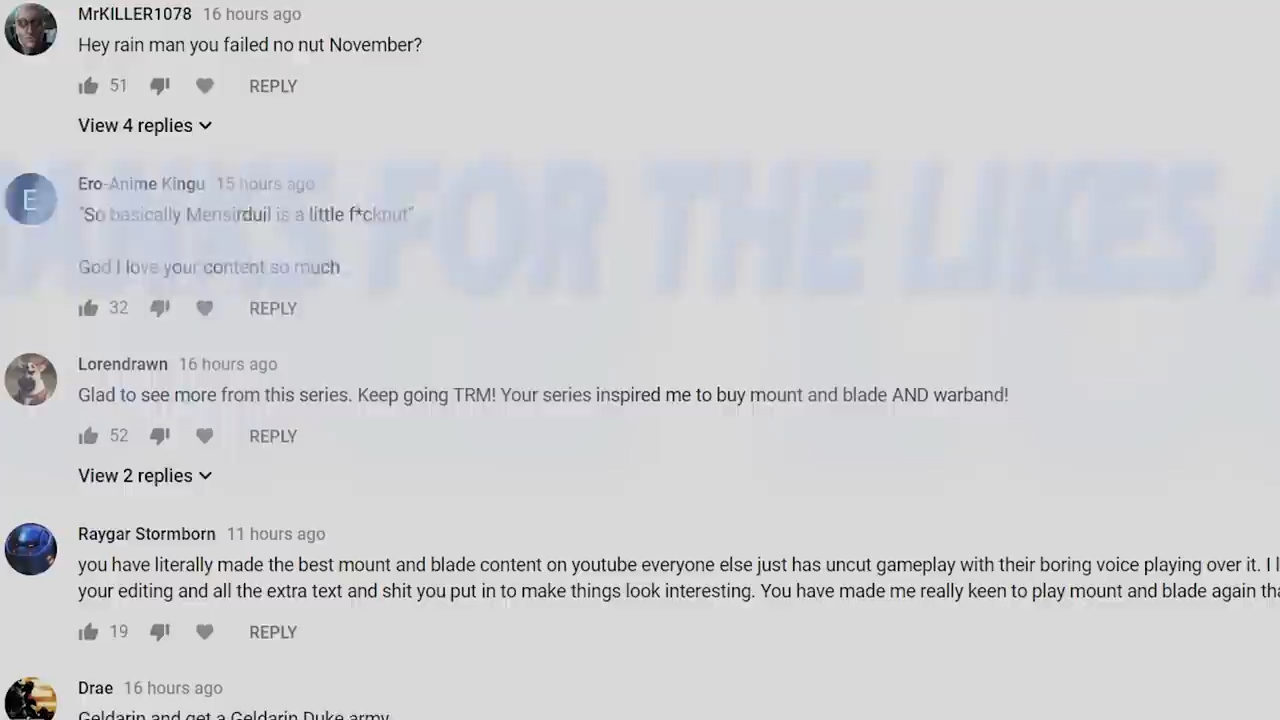 MrKILLER1078 16 hours ago
Hey rain man you failed no nut November?
51 REPLY
View 4 replies
FOR THE LIKES
E
Ero-Anime Kingu 15 hours ago
"So basically Mensirduil is a little f*cknut"
God I love your content so much
32 REPLY
Lorendrawn 16 hours ago
Glad to see more from this series. Keep going TRM! Your series inspired me to buy mount and blade AND warband!
52 REPLY
View 2 replies
Raygar Stormborn 11 hours ago
you have literally made the best mount and blade content on youtube everyone else just has uncut gameplay with their boring voice playing over it. I
your editing and all the extra text and shit you put in to make things look interesting. You have made me really keen to play mount and blade again
19 REPLY
Drae 16 hours ago
Geldarin and get a Geldarin Duke army